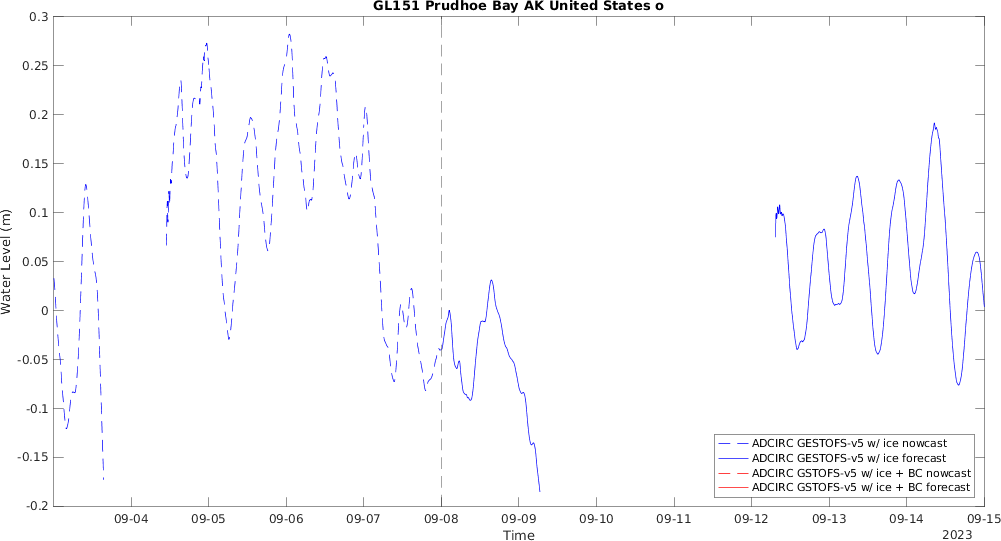 GL151 Prudhoe Bay AK United States o
0.3
0.25
0.2
0.15
0.1
0.05
0
-0.05
-0.1
-0.15
-0.2
Water Level (m)
ADCIRC GESTOFS-v5 w/ ice nowcast
ADCIRC GESTOFS-v5 w/ ice forecast
ADCIRC GSTOFS-v5 w/ ice + BC nowcast
ADCIRC GSTOFS-v5 w/ ice + BC forecast
09-04 09-05 09-06 09-07 09-08 09-09 09-10 09-11 09-12 09-13 09-14 09-15
Time
2023